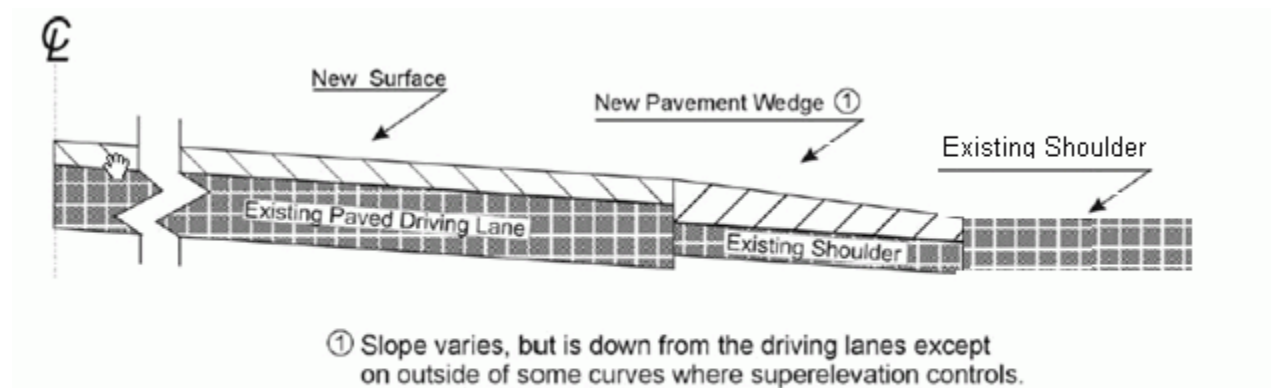 ℄
New Surface
New Pavement Wedge ①
Existing Shoulder
Existing Paved Driving Lane
Existing Shoulder
① Slope varies, but is down from the driving lanes except
on outside of some curves where superelevation controls.